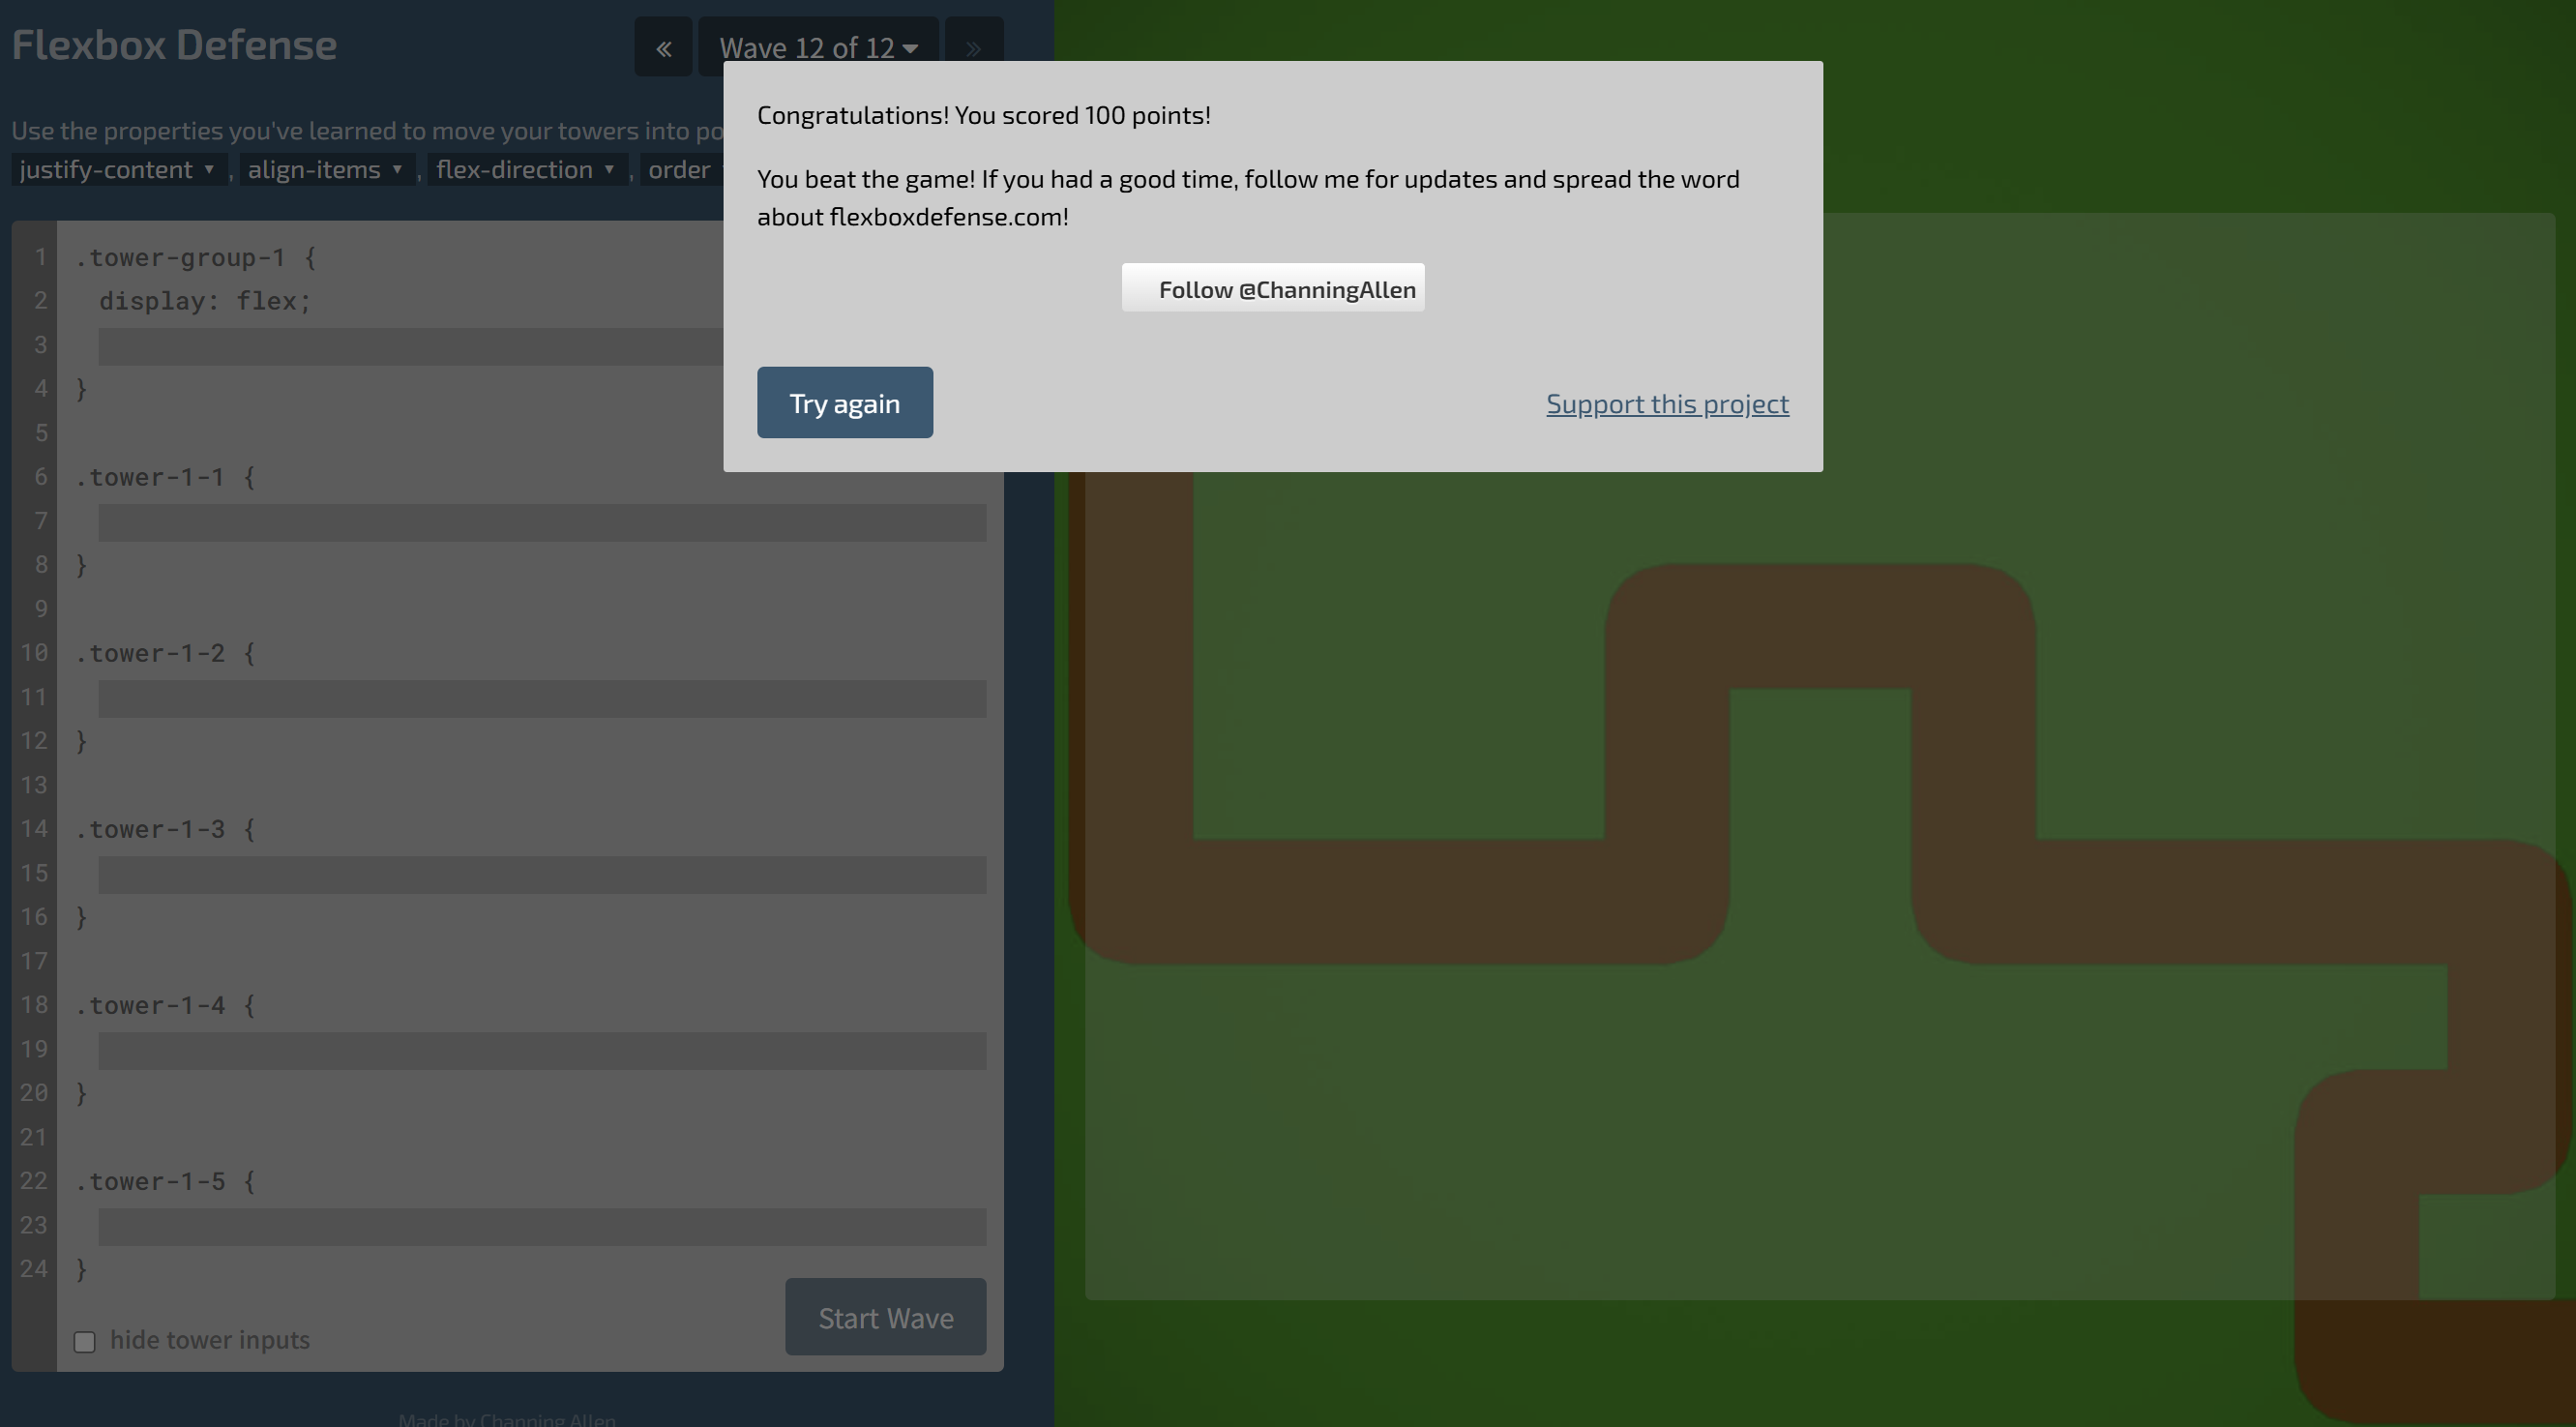 Flexbox Defense
« Wave 12 of 12 »
Use the properties you've learned to move your towers into po
justify-content ▼ , align-items ▼ , flex-direction ▼ , order
Congratulations! You scored 100 points!
You beat the game! If you had a good time, follow me for updates and spread the word
about flexboxdefense.com!
Follow @ChanningAllen
Try again
Support this project
1 .tower-group-1 {
2 display: flex;
3
4 }
5
6 .tower-1-1 {
7
8 }
9
10 .tower-1-2 {
11
12 }
13
14 .tower-1-3 {
15
16 }
17
18 .tower-1-4 {
19
20 }
21
22 .tower-1-5 {
23
24 }
Start Wave
hide tower inputs
Made by Channing Allen